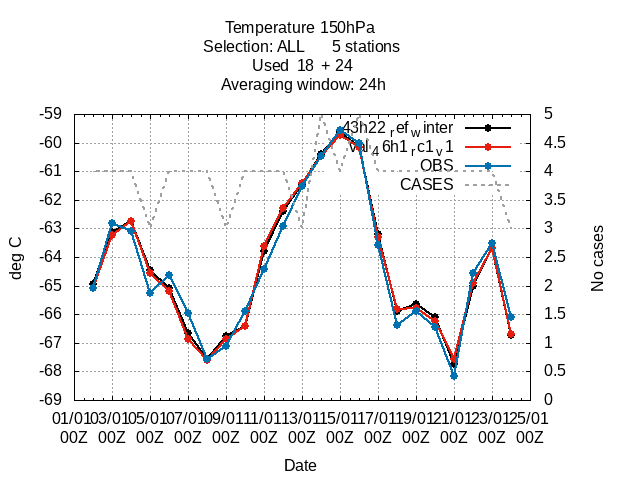 Temperature 150hPa
Selection: ALL 5 stations
Used 18 + 24
Averaging window: 24h
-59
-60
-61
-62
-63
-64
-65
-66
-67
-68
-69
deg C
5
4.5
4
3.5
3
2.5
2
1.5
1
0.5
0
No cases
43h22 refwinter
val46h1rc1v1
OBS
CASES
01/01 03/01 05/01 07/01 09/01 11/01 13/01 15/01 17/01 19/01 21/01 23/01 25/01
00Z 00Z 00Z 00Z 00Z 00Z 00Z 00Z 00Z 00Z 00Z 00Z 00Z
Date